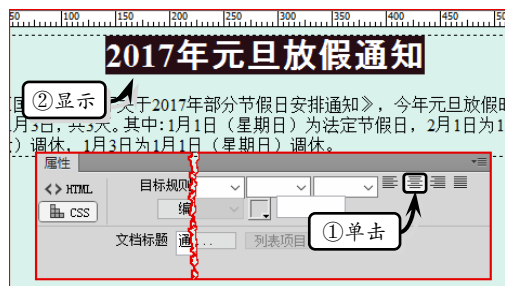 50 100 150 200 250 300 350 400 450 50
2017年元旦放假通知
②显示
关于2017年部分节假日安排通知》，今年元旦放假时
月3日，共3天。其中:1月1日（星期日）为法定节假日，2月1日为1
）调休，1月3日为1月1日（星期日）调休。
属性
<> HTML 目标规则
CSS 编
①单击
文档标题 通... 列表项目